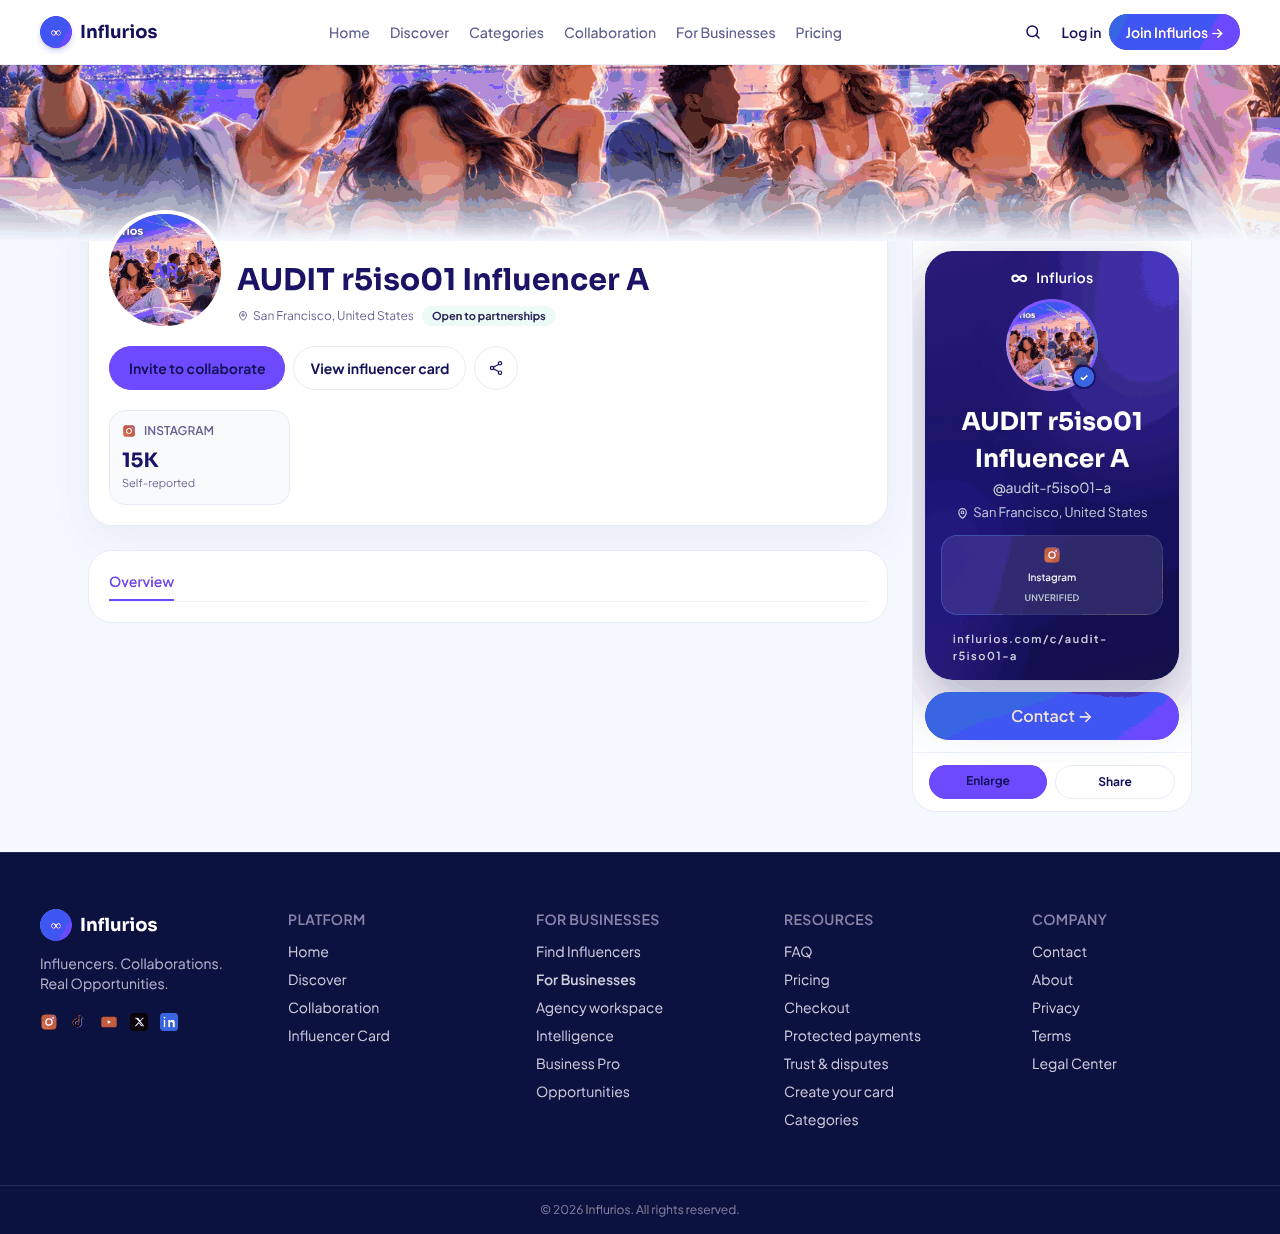 Influrios
Home Discover Categories Collaboration For Businesses Pricing
Log in Join Influrios →
rios
AUDIT r5iso01 Influencer A
San Francisco, United States Open to partnerships
Invite to collaborate View influencer card
INSTAGRAM
15K
Self-reported
Overview
Influrios
rios
AUDIT r5iso01
Influencer A
@audit-r5iso01-a
San Francisco, United States
Instagram
UNVERIFIED
influrios.com/c/audit-
r5iso01-a
Contact →
Enlarge Share
Influrios
Influencers. Collaborations.
Real Opportunities.
PLATFORM
Home
Discover
Collaboration
Influencer Card
FOR BUSINESSES
Find Influencers
For Businesses
Agency workspace
Intelligence
Business Pro
Opportunities
RESOURCES
FAQ
Pricing
Checkout
Protected payments
Trust & disputes
Create your card
Categories
COMPANY
Contact
About
Privacy
Terms
Legal Center
© 2026 Influrios. All rights reserved.